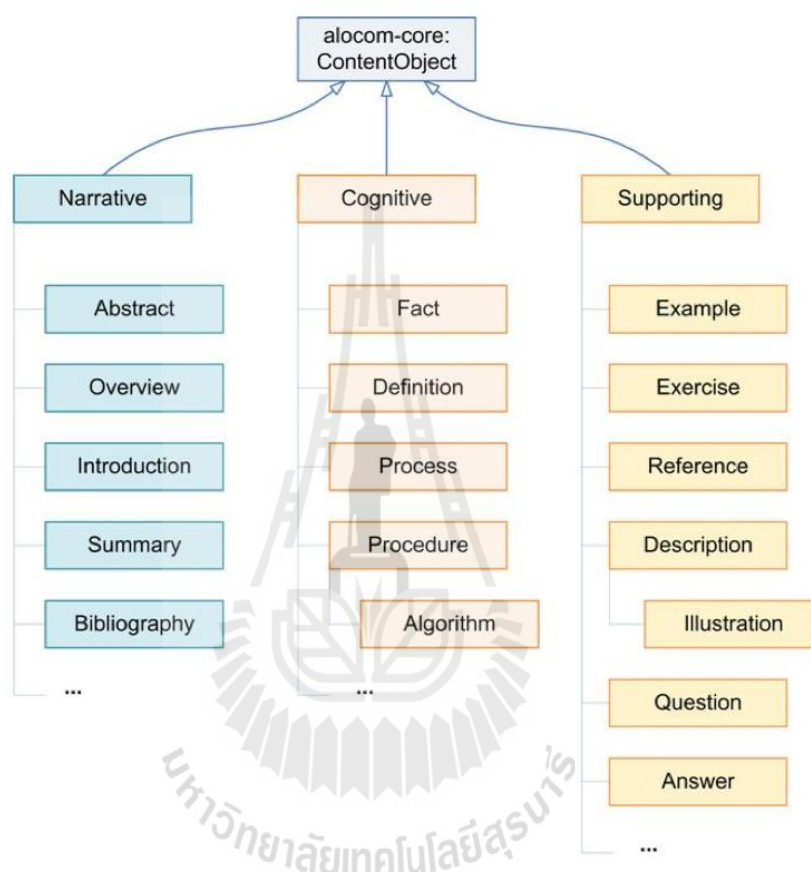 alocom-core:
ContentObject
Narrative
Abstract
Overview
Introduction
Summary
Bibliography
...
Cognitive
Fact
Definition
Process
Procedure
Algorithm
...
Supporting
Example
Exercise
Reference
Description
Illustration
Question
Answer
...
มหาวิทยาลัยเทคโนโลยีสุรนารี